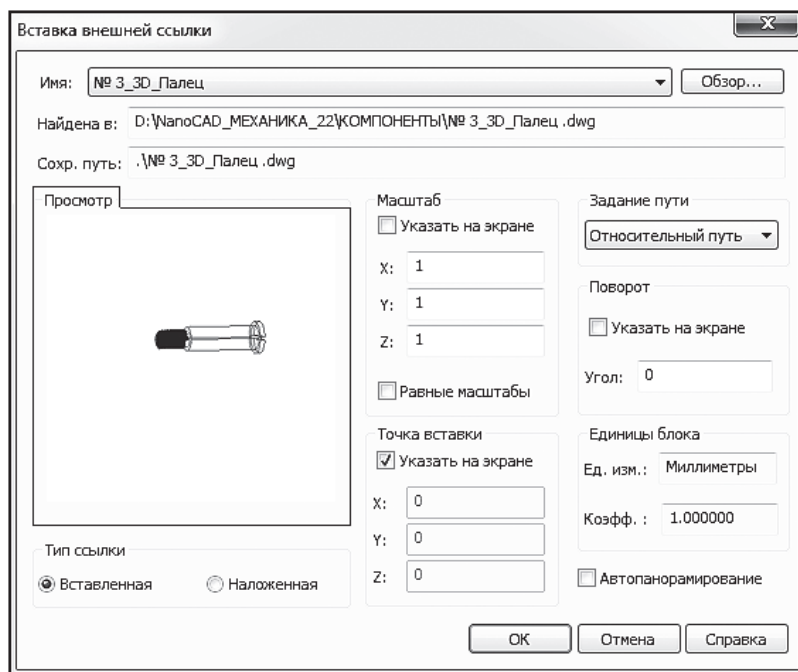 Вставка внешней ссылки
Имя: № 3_3D_Палец Обзор...
Найдена в: D:\NanoCAD_МЕХАНИКА_22\КОМПОНЕНТЫ\№ 3_3D_Палец .dwg
Сохр. путь: .\№ 3_3D_Палец .dwg
Просмотр
Тип ссылки
Вставленная Наложенная
Масштаб
Указать на экране
X: 1
Y: 1
Z: 1
Равные масштабы
Точка вставки
Указать на экране
X: 0
Y: 0
Z: 0
Задание пути
Относительный путь
Поворот
Указать на экране
Угол: 0
Единицы блока
Ед. изм.: Миллиметры
Коэфф. : 1.000000
Автопанорамирование
ОК Отмена Справка